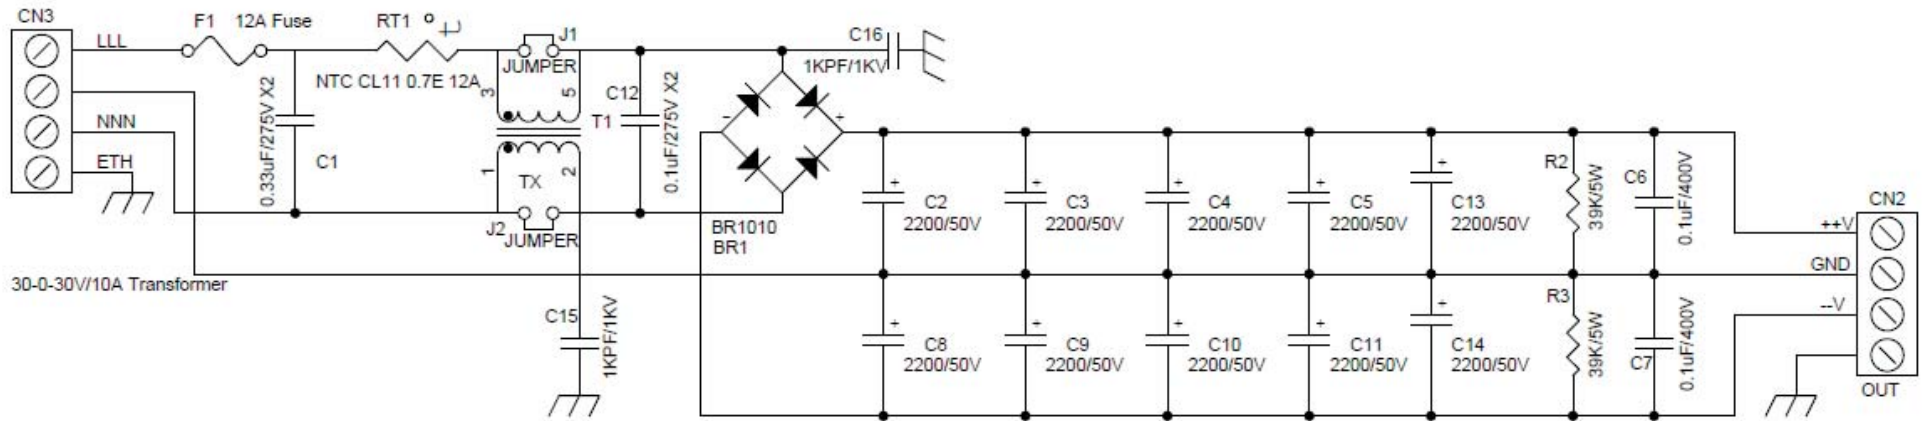 CN3
LLL
NNN
ETH
F1 12A Fuse
0.33uF/275V X2
C1
RT1
t
NTC CL11 0.7E 12A
J1
JUMPER
3
5
T1
1
2
TX
J2
JUMPER
C12
0.1uF/275V X2
C15
1KPF/1KV
C16
1KPF/1KV
-
+
BR1010
BR1
30-0-30V/10A Transformer
+
C2
2200/50V
+
C3
2200/50V
+
C4
2200/50V
+
C5
2200/50V
+
C13
2200/50V
R2
39K/5W
C6
0.1uF/400V
+
C8
2200/50V
+
C9
2200/50V
+
C10
2200/50V
+
C11
2200/50V
+
C14
2200/50V
R3
39K/5W
C7
0.1uF/400V
CN2
++V
GND
--V
OUT